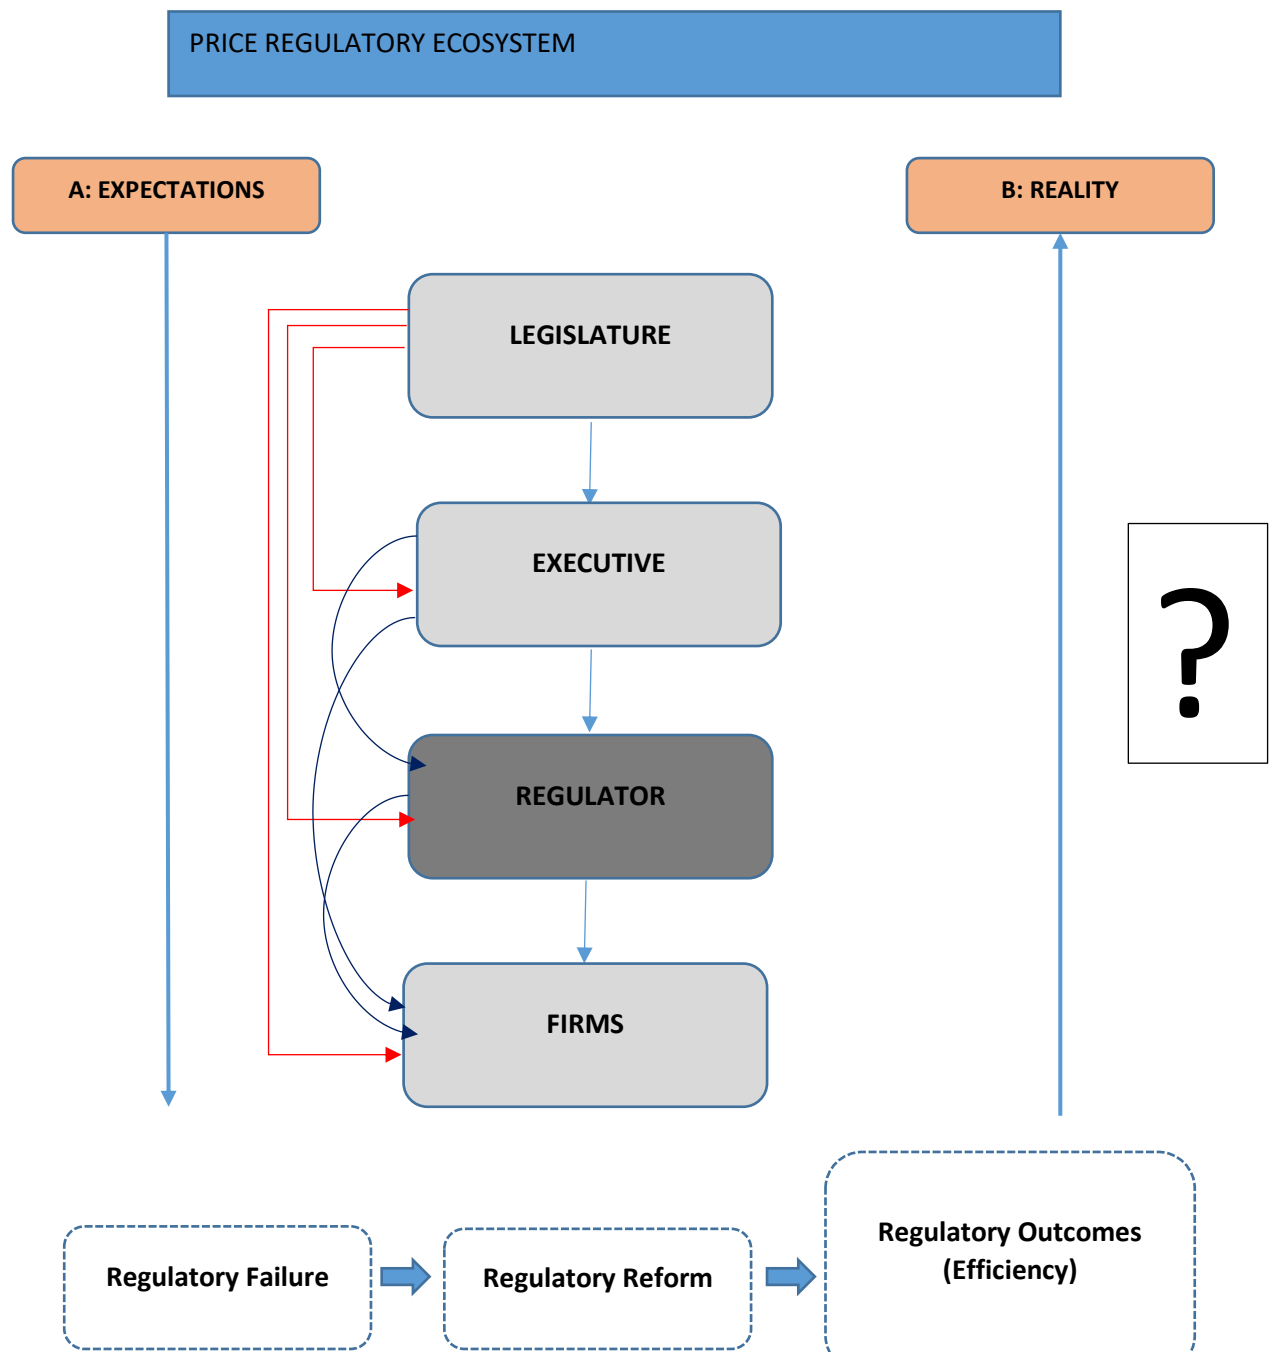 PRICE REGULATORY ECOSYSTEM
A: EXPECTATIONS
B: REALITY
LEGISLATURE
EXECUTIVE
?
REGULATOR
FIRMS
Regulatory Failure
Regulatory Reform
Regulatory Outcomes
(Efficiency)